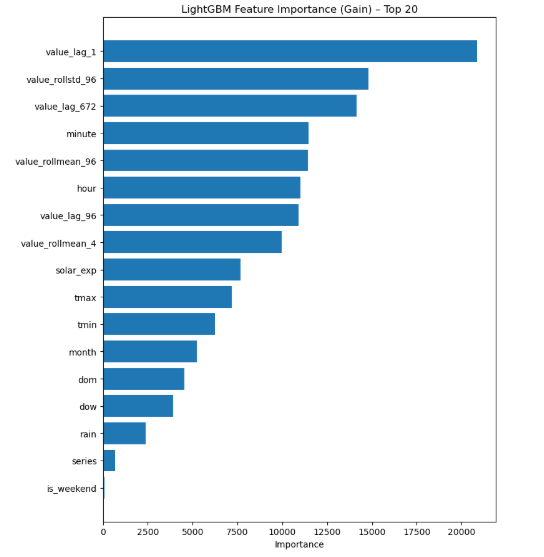 LightGBM Feature Importance (Gain) – Top 20
value_lag_1
value_rollstd_96
value_lag_672
minute
value_rollmean_96
hour
value_lag_96
value_rollmean_4
solar_exp
tmax
tmin
month
dom
dow
rain
series
is_weekend
0 2500 5000 7500 10000 12500 15000 17500 20000
Importance